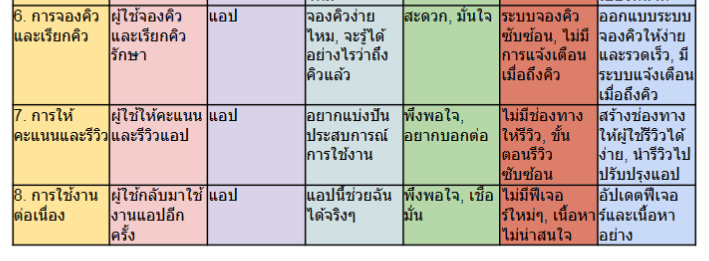 6. การจองคิว
และเรียกคิว
ผู้ใช้จองคิว
และเรียกคิว
รักษา
แอป
จองคิวง่าย
ไหม, จะรู้ได้
อย่างไรว่าถึง
คิวแล้ว
สะดวก, มั่นใจ
ระบบจองคิว
ซับซ้อน, ไม่มี
การแจ้งเตือน
เมื่อถึงคิว
ออกแบบระบบ
จองคิวให้ง่าย
และรวดเร็ว, มี
ระบบแจ้งเตือน
เมื่อถึงคิว
7. การให้
คะแนนและรีวิว
ผู้ใช้ให้คะแนน
และรีวิวแอป
แอป
อยากแบ่งปัน
ประสบการณ์
การใช้งาน
พึงพอใจ,
อยากบอกต่อ
ไม่มีช่องทาง
ให้รีวิว, ขั้น
ตอนรีวิว
ซับซ้อน
สร้างช่องทาง
ให้ผู้ใช้รีวิวได้
ง่าย, นำรีวิวไป
ปรับปรุงแอป
8. การใช้งาน
ต่อเนื่อง
ผู้ใช้กลับมาใช้
งานแอปอีก
ครั้ง
แอป
แอปนี้ช่วยฉัน
ได้จริงๆ
พึงพอใจ, เชื่อ
มั่น
ไม่มีฟีเจอ
ร์ใหม่ๆ, เนื้อหา
ไม่น่าสนใจ
อัปเดตฟีเจอ
ร์และเนื้อหา
อย่าง